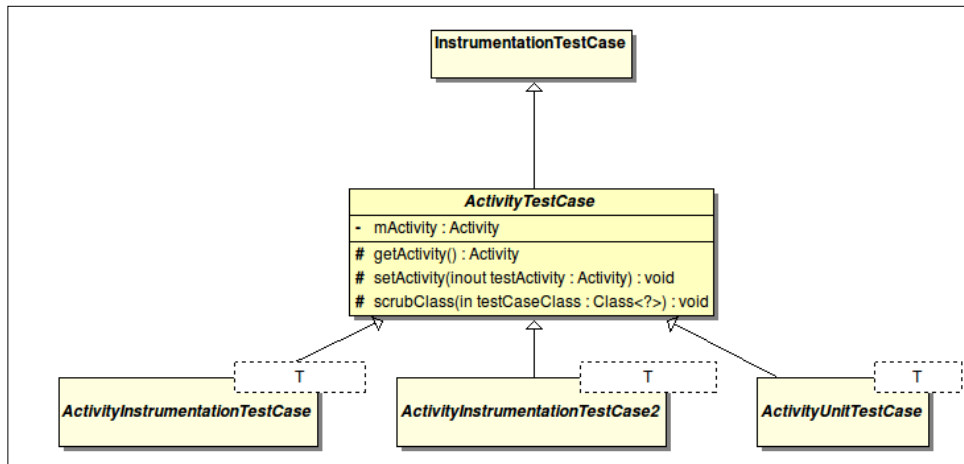 InstrumentationTestCase
ActivityTestCase
- mActivity : Activity
# getActivity() : Activity
# setActivity(inout testActivity : Activity) : void
# scrubClass(in testCaseClass : Class<?>) : void
T
T
T
ActivityInstrumentationTestCase
ActivityInstrumentationTestCase2
ActivityUnitTestCase